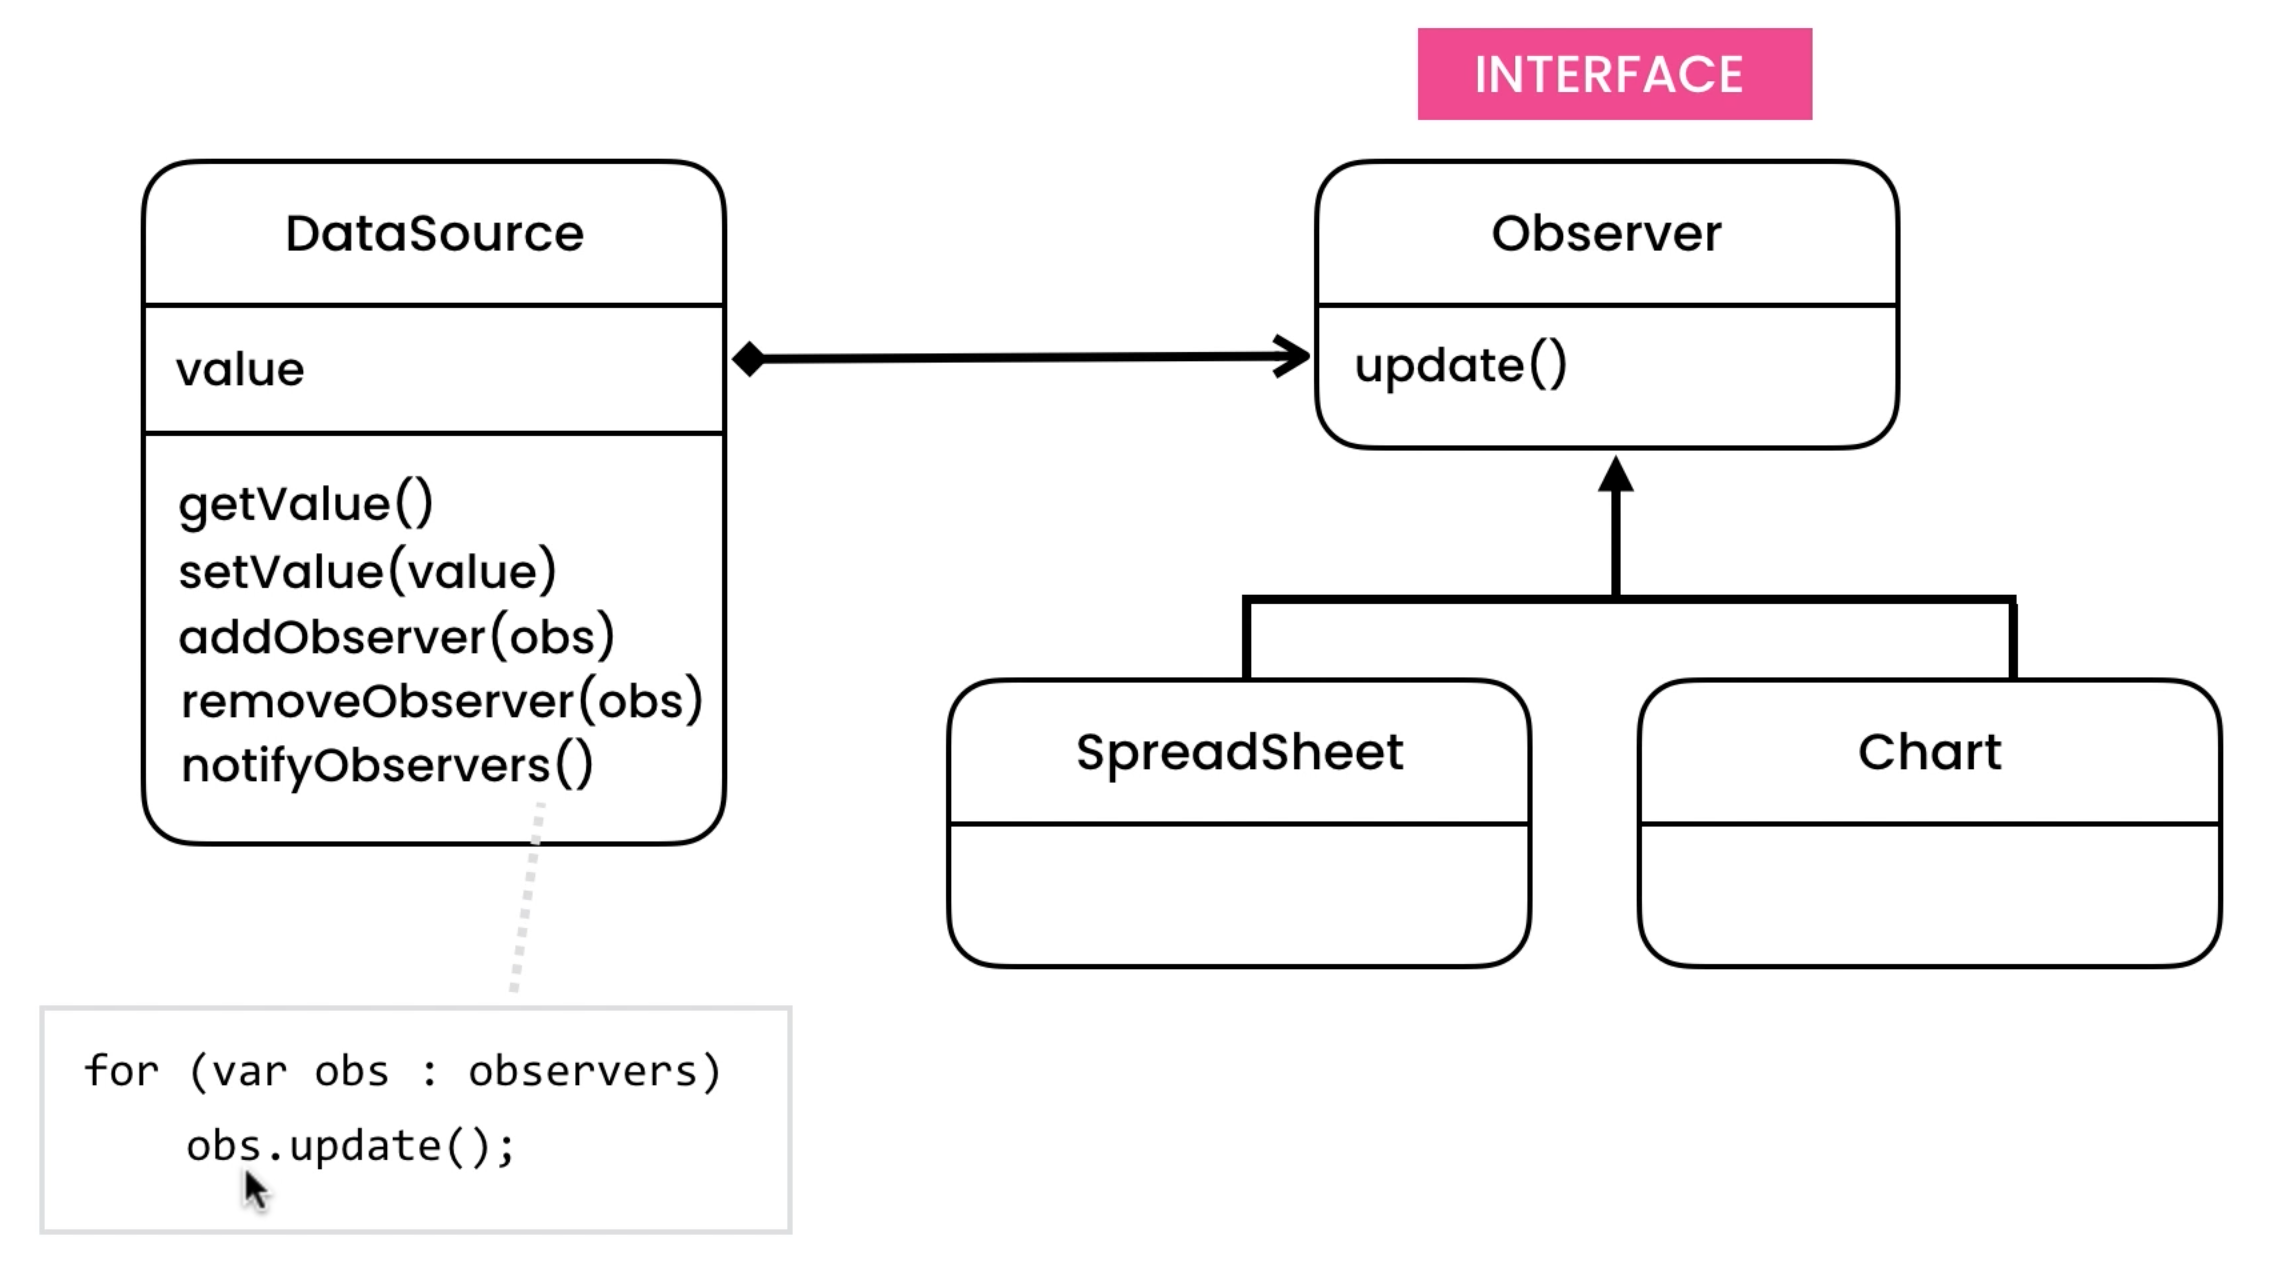 INTERFACE
DataSource
value
getValue()
setValue(value)
addObserver(obs)
removeObserver(obs)
notifyObservers()
Observer
update()
SpreadSheet
Chart
for (var obs : observers)
obs.update();